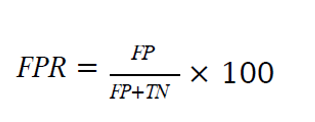 FPR = FP / FP+TN × 100